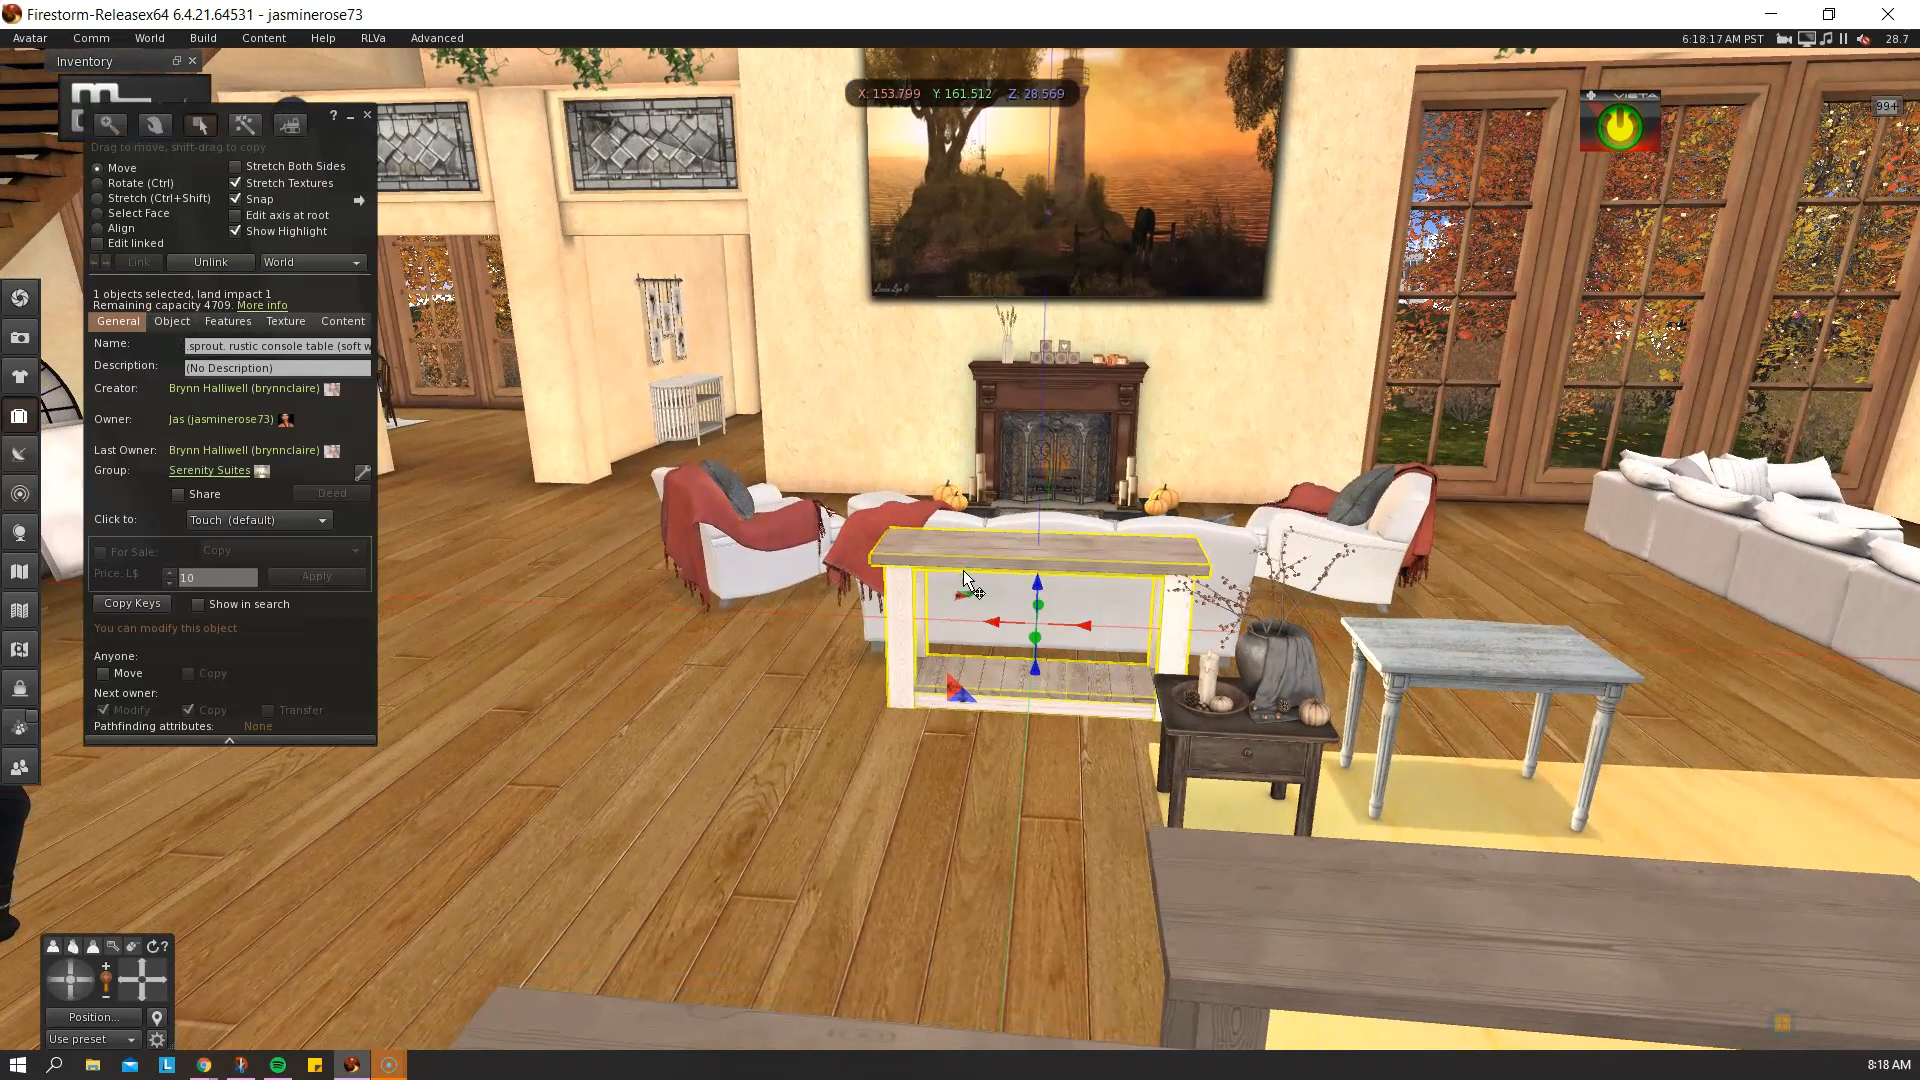 Firestorm-Releasex64 6.4.21.64531 - jasminerose73
Avatar Comm World Build Content Help RLVa Advanced
6:18:17 AM PST 28.7
Inventory
X: 153.799 Y: 161.512 Z: 28.569
VISTA
99+
?
Drag to move, shift-drag to copy
Move
Rotate (Ctrl)
Stretch (Ctrl+Shift)
Select Face
Align
Edit linked
Stretch Both Sides
Stretch Textures
Snap
Edit axis at root
Show Highlight
Link Unlink World
1 objects selected, land impact 1
Remaining capacity 4709. More info
General Object Features Texture Content
Name: .sprout. rustic console table (soft w
Description: (No Description)
Creator: Brynn Halliwell (brynnclaire)
Owner: Jas (jasminerose73)
Last Owner: Brynn Halliwell (brynnclaire)
Group: Serenity Suites
Share Deed
Click to: Touch (default)
For Sale: Copy
Price: L$ 10 Apply
Copy Keys Show in search
You can modify this object
Anyone:
Move Copy
Next owner:
Modify Copy Transfer
Pathfinding attributes: None
?
Position...
Use preset
8:18 AM